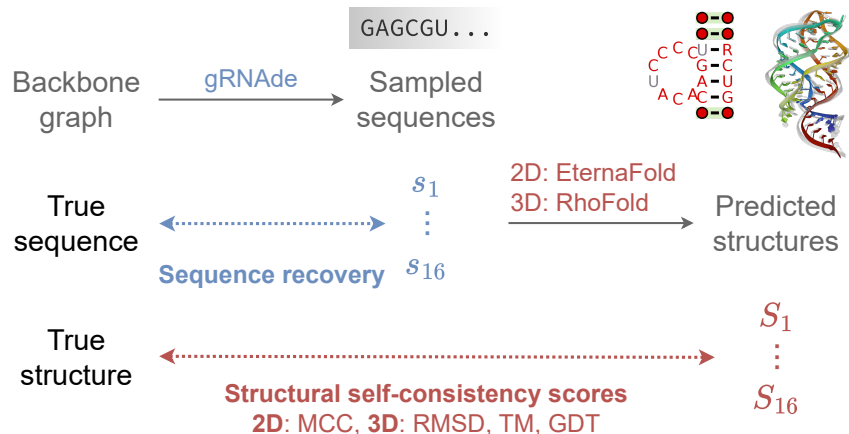 GAGCGU...
Backbone
graph
gRNAde
Sampled
sequences
C C C C U R
U G C
A U
A C A C G
2D: EternaFold
3D: RhoFold
True
sequence
s1
⋮
s16
Sequence recovery
Predicted
structures
True
structure
S1
⋮
S16
Structural self-consistency scores
2D: MCC, 3D: RMSD, TM, GDT